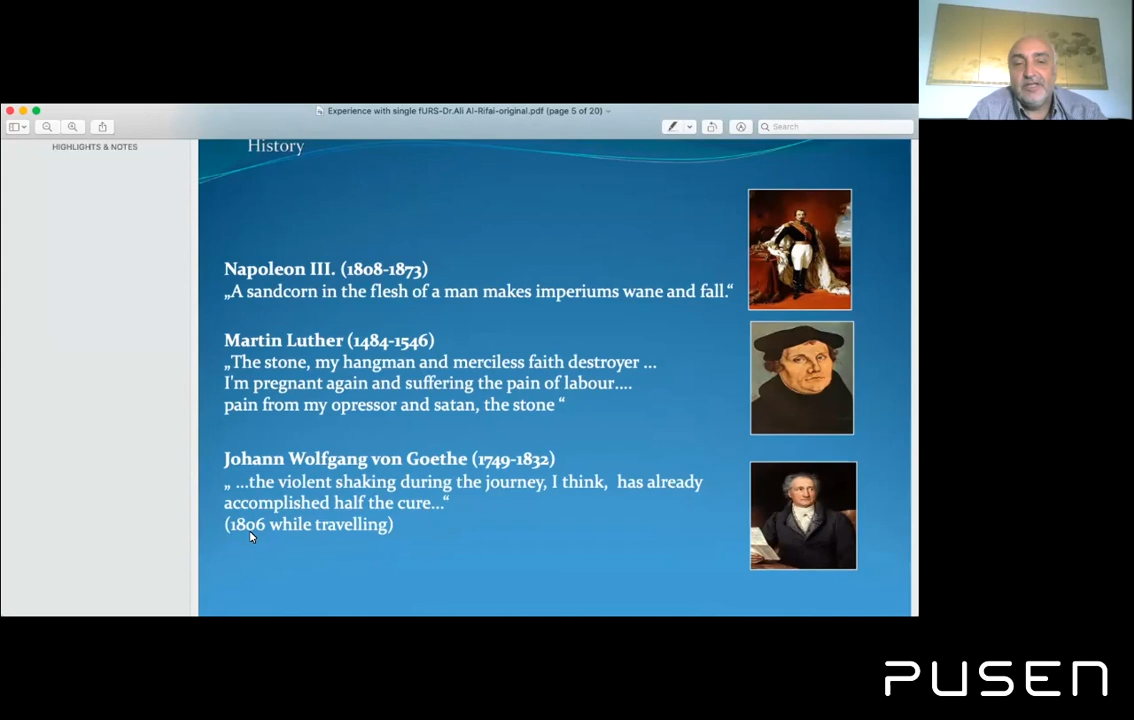 Experience with single fURS-Dr.Ali Al-Rifai-original.pdf (page 5 of 20)
Search
HIGHLIGHTS & NOTES
History
Napoleon III. (1808-1873)
„A sandcorn in the flesh of a man makes imperiums wane and fall.“
Martin Luther (1484-1546)
„The stone, my hangman and merciless faith destroyer ...
I'm pregnant again and suffering the pain of labour....
pain from my opressor and satan, the stone “
Johann Wolfgang von Goethe (1749-1832)
„ ...the violent shaking during the journey, I think,  has already
accomplished half the cure...“
(1806 while travelling)
PUSEN